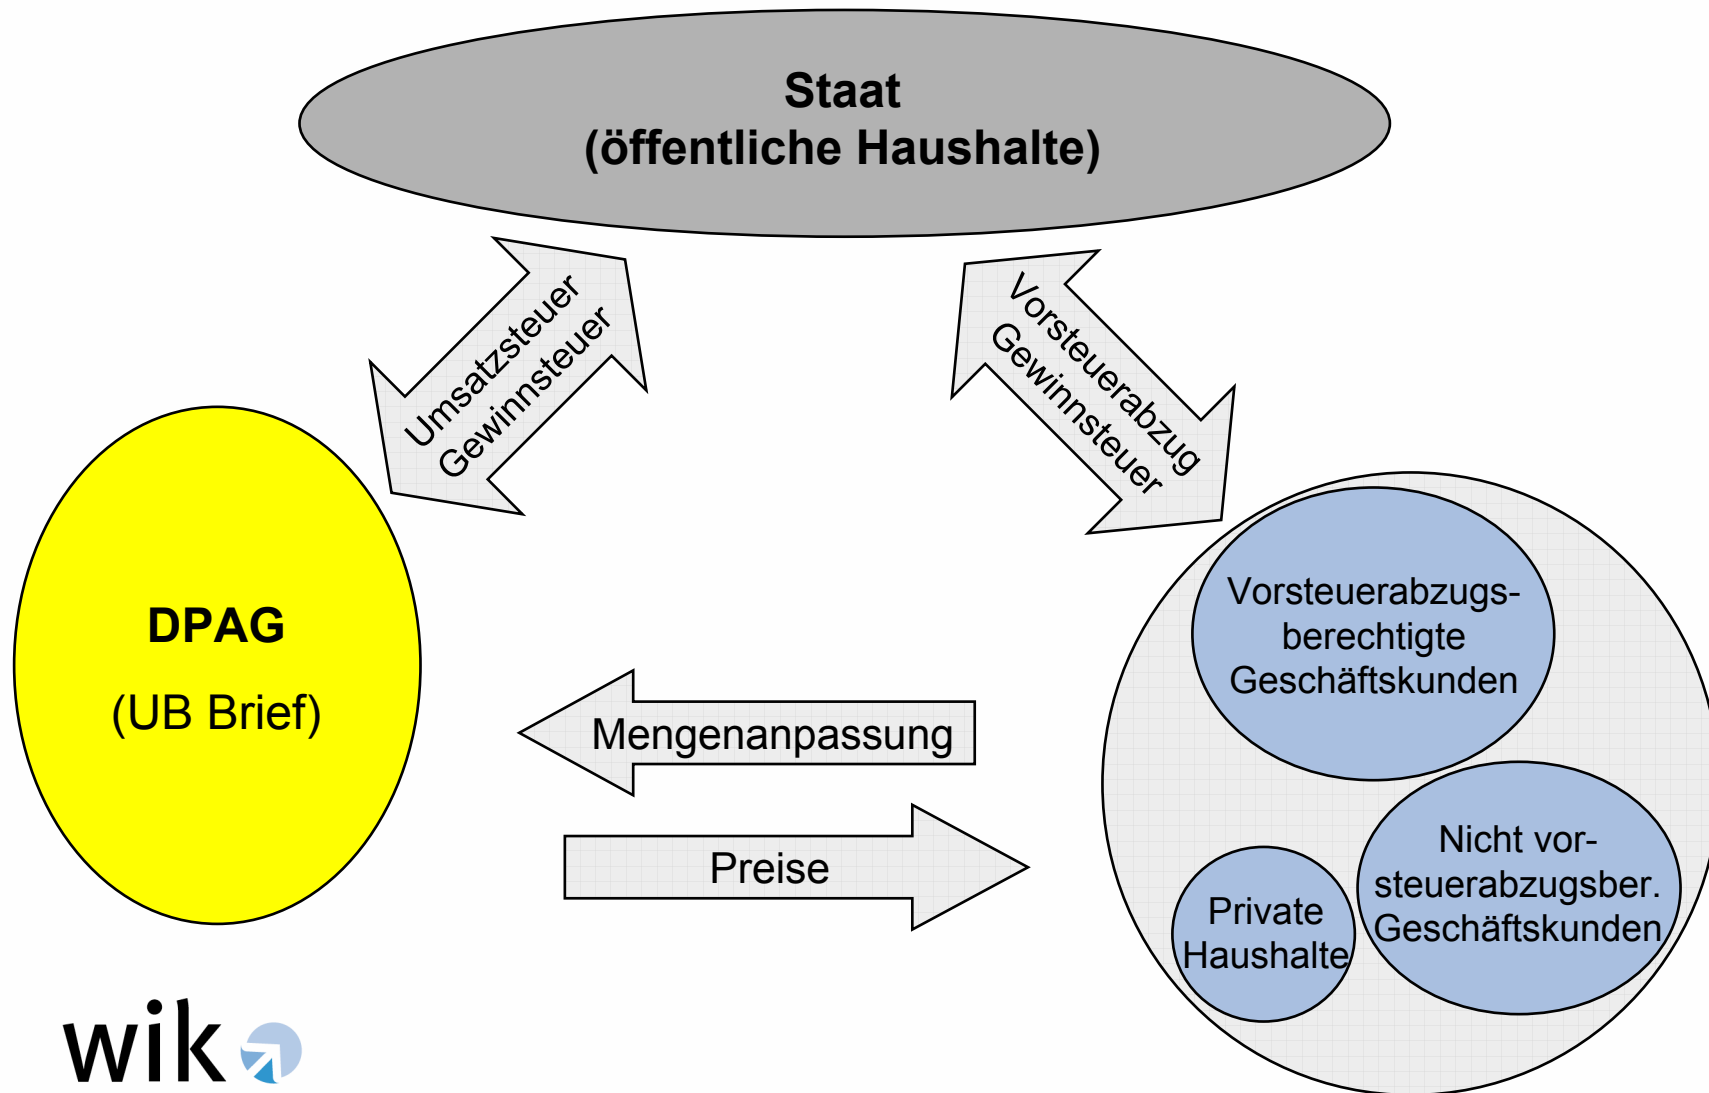 Staat
(öffentliche Haushalte)
Umsatzsteuer
Gewinnsteuer
Vorsteuerabzug
Gewinnsteuer
DPAG
(UB Brief)
Mengenanpassung
Preise
Vorsteuerabzugs-
berechtigte
Geschäftskunden
Nicht vor-
steuerabzugsber.
Geschäftskunden
Private
Haushalte
wik